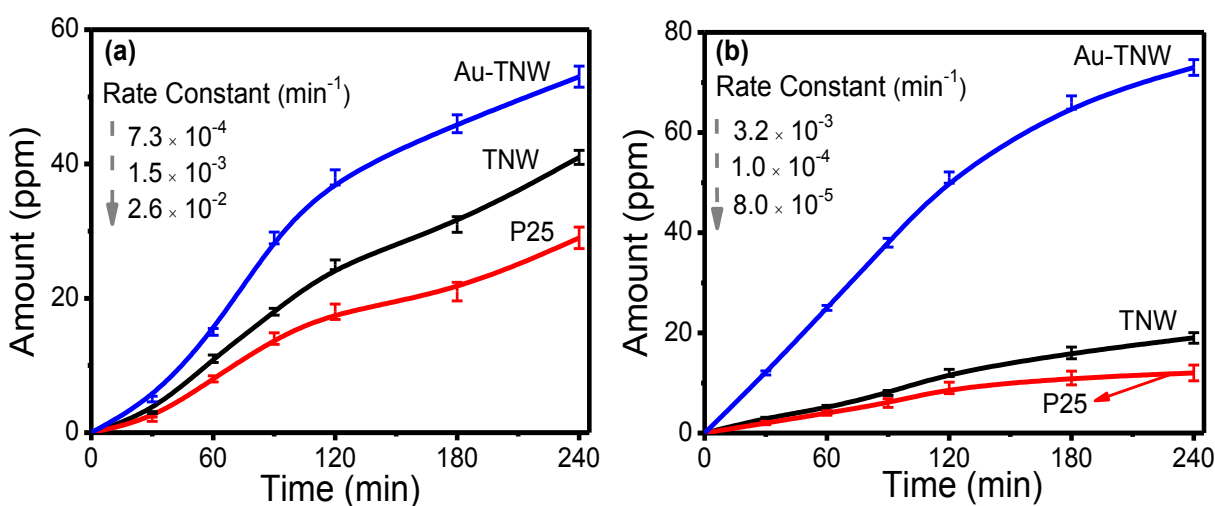 (a)
Rate Constant (min⁻¹)
7.3 × 10⁻⁴
1.5 × 10⁻³
2.6 × 10⁻²
Au-TNW
TNW
P25
60
40
20
0
Amount (ppm)
0 60 120 180 240
Time (min)
(b)
Rate Constant (min⁻¹)
3.2 × 10⁻³
1.0 × 10⁻⁴
8.0 × 10⁻⁵
Au-TNW
TNW
P25
80
60
40
20
0
Amount (ppm)
0 60 120 180 240
Time (min)